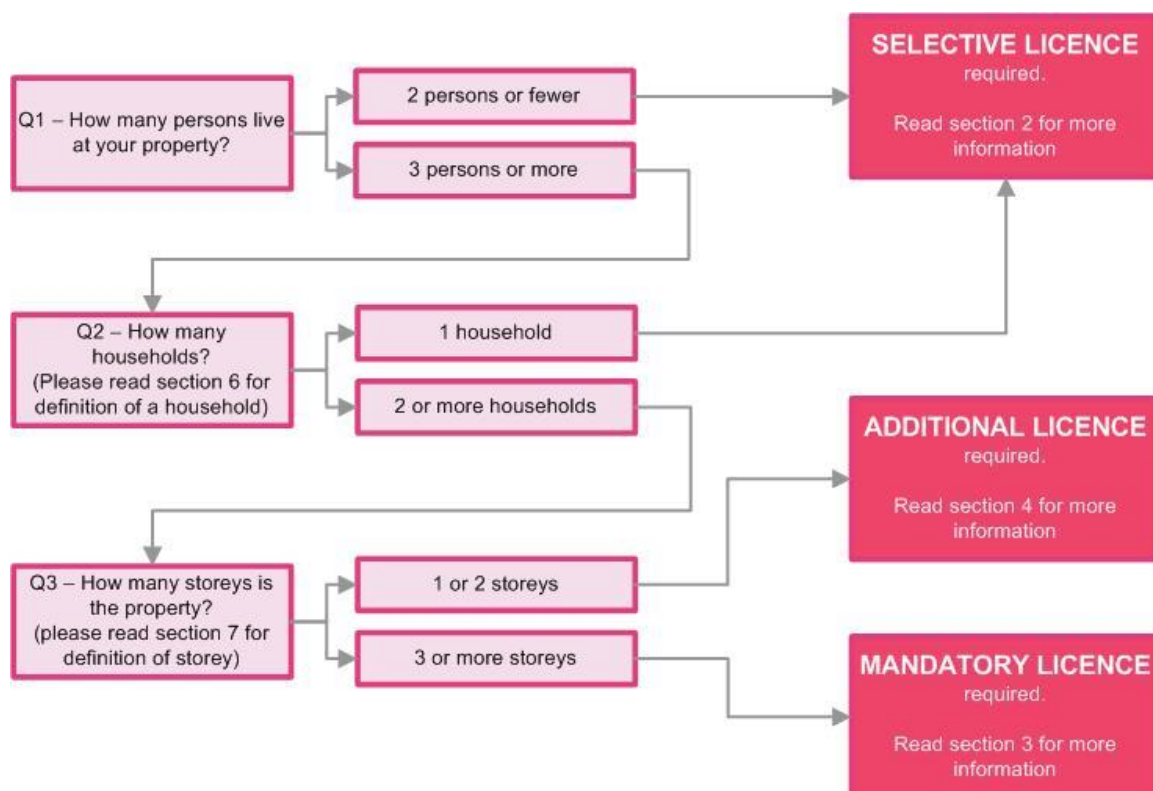 Q1 – How many persons live
at your property?
2 persons or fewer
3 persons or more
SELECTIVE LICENCE
required.
Read section 2 for more
information
Q2 – How many
households?
(Please read section 6 for
definition of a household)
1 household
2 or more households
ADDITIONAL LICENCE
required.
Read section 4 for more
information
Q3 – How many storeys is
the property?
(please read section 7 for
definition of storey)
1 or 2 storeys
3 or more storeys
MANDATORY LICENCE
required.
Read section 3 for more
information